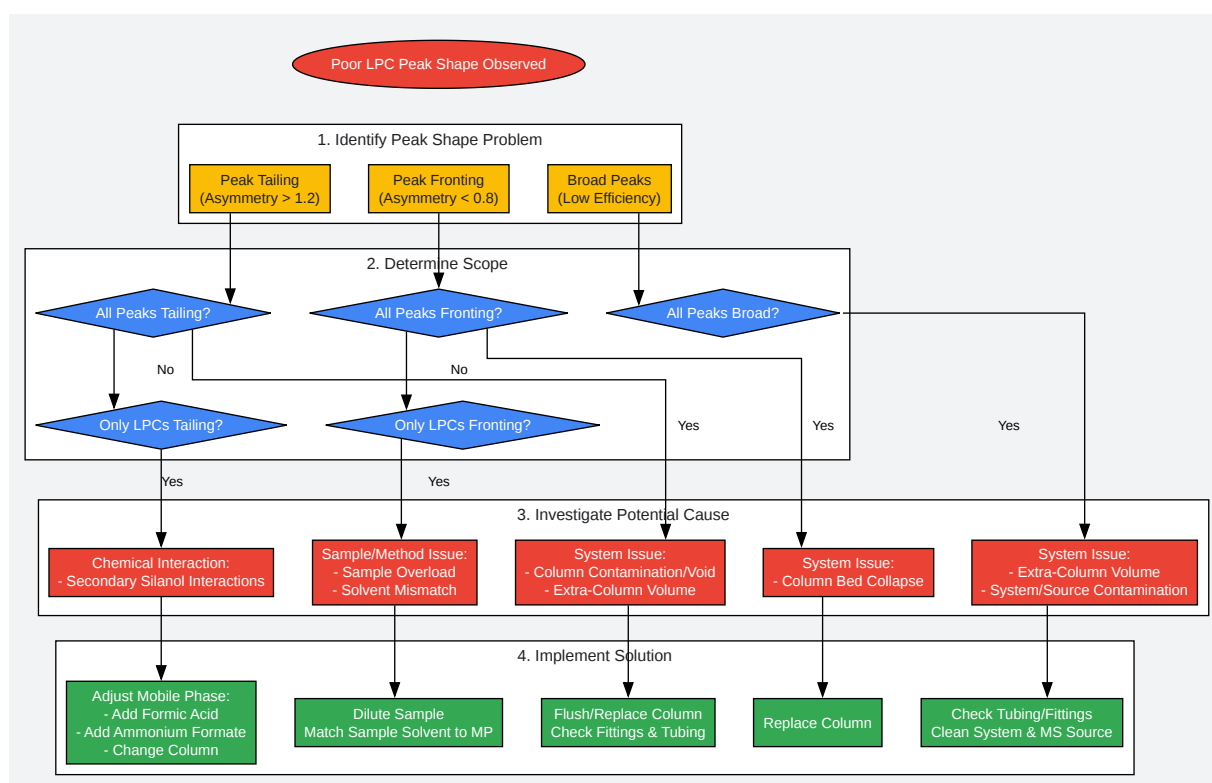 Poor LPC Peak Shape Observed
1. Identify Peak Shape Problem
Peak Tailing
(Asymmetry > 1.2)
Peak Fronting
(Asymmetry < 0.8)
Broad Peaks
(Low Efficiency)
2. Determine Scope
All Peaks Tailing?
All Peaks Fronting?
All Peaks Broad?
No
No
Only LPCs Tailing?
Only LPCs Fronting?
Yes
Yes
Yes
Yes
Yes
3. Investigate Potential Cause
Chemical Interaction:
- Secondary Silanol Interactions
Sample/Method Issue:
- Sample Overload
- Solvent Mismatch
System Issue:
- Column Contamination/Void
- Extra-Column Volume
System Issue:
- Column Bed Collapse
System Issue:
- Extra-Column Volume
- System/Source Contamination
4. Implement Solution
Adjust Mobile Phase:
- Add Formic Acid
- Add Ammonium Formate
- Change Column
Dilute Sample
Match Sample Solvent to MP
Flush/Replace Column
Check Fittings & Tubing
Replace Column
Check Tubing/Fittings
Clean System & MS Source